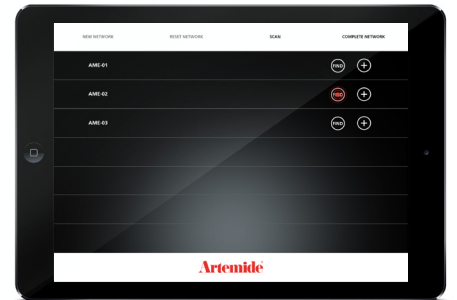 NEW NETWORK RESET NETWORK SCAN COMPLETE NETWORK
AME-01 FIND +
AME-02 FIND +
AME-03 FIND +
Artemide